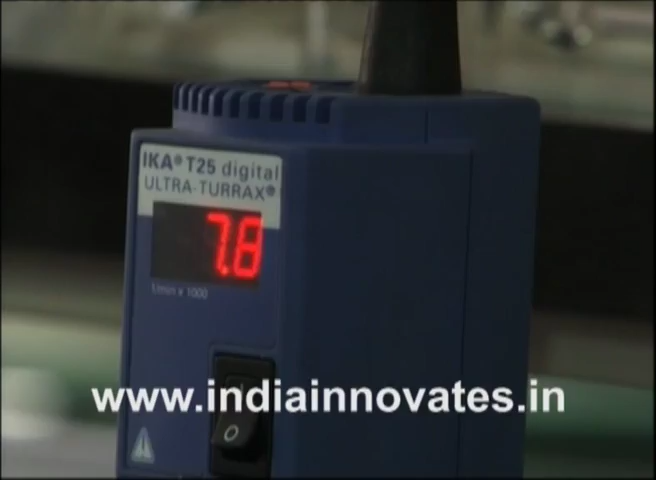 IKA® T25 digital
ULTRA-TURRAX®
7.8
1/min x 1000
I
O
www.indiainnovates.in